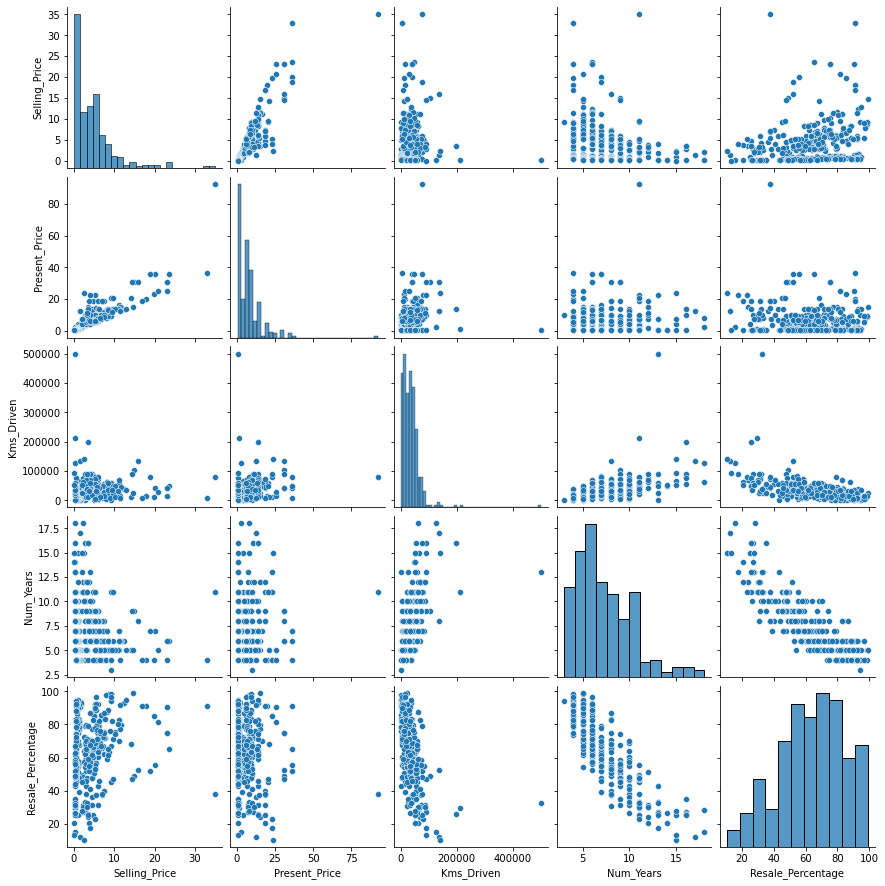 35
30
25
20
15
10
5
0
Selling_Price
80
60
40
20
0
Present_Price
500000
400000
300000
200000
100000
0
Kms_Driven
17.5
15.0
12.5
10.0
7.5
5.0
2.5
Num_Years
100
80
60
40
20
Resale_Percentage
0 10 20 30
0 25 50 75
0 200000 400000
5 10 15
20 40 60 80 100
Selling_Price Present_Price Kms_Driven Num_Years Resale_Percentage